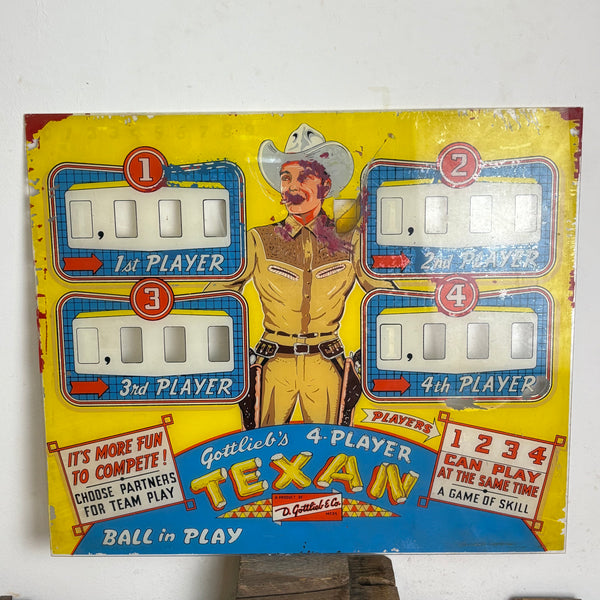 1
1st PLAYER
2
2nd PLAYER
3
3rd PLAYER
4
4th PLAYER
PLAYERS
Gottlieb's 4-PLAYER
TEXAN
A PRODUCT OF
D. Gottlieb & Co.
IT'S MORE FUN
TO COMPETE!
CHOOSE PARTNERS
FOR TEAM PLAY
1 2 3 4
CAN PLAY
AT THE SAME TIME
A GAME OF SKILL
BALL in PLAY